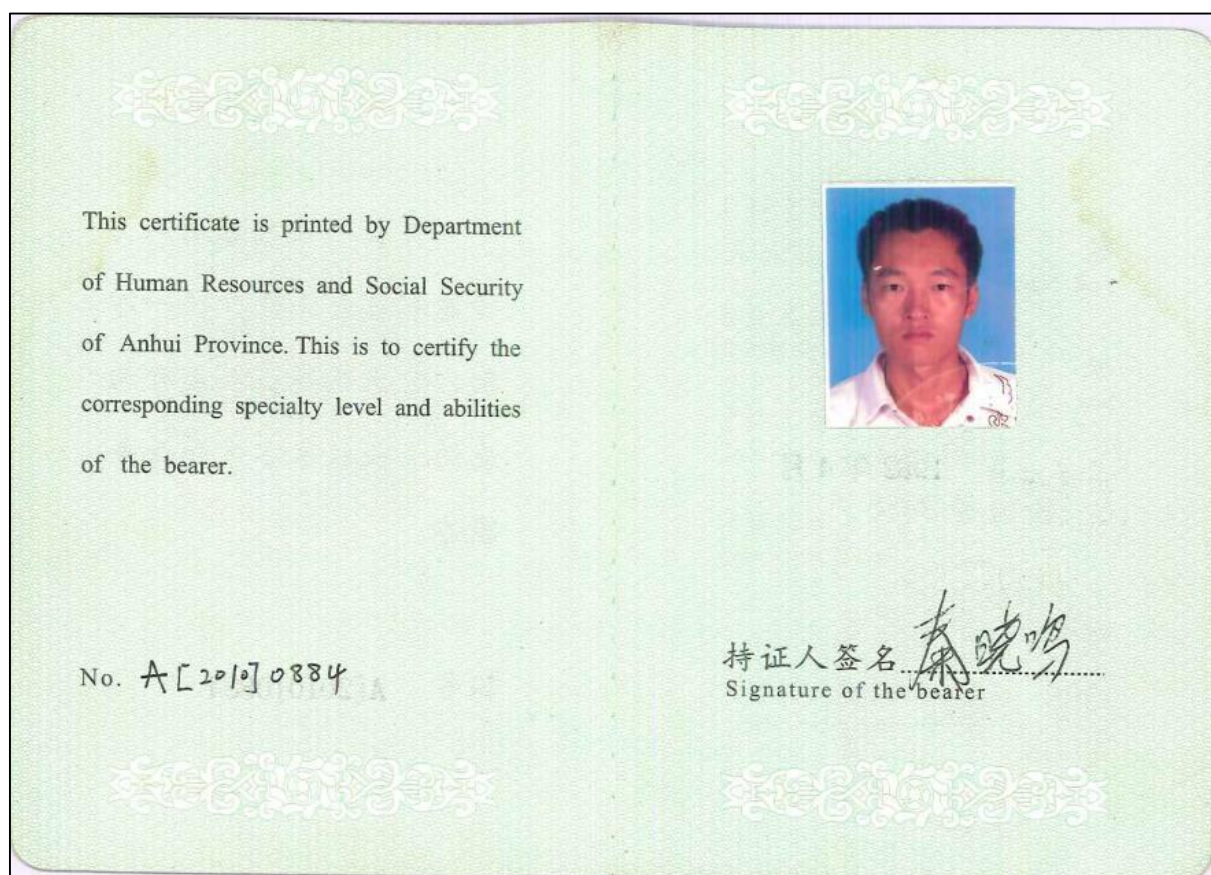 This certificate is printed by Department
of Human Resources and Social Security
of Anhui Province. This is to certify the
corresponding specialty level and abilities
of the bearer.
No. A[2010]0884
持证人签名 秦晓鸣
Signature of the bearer